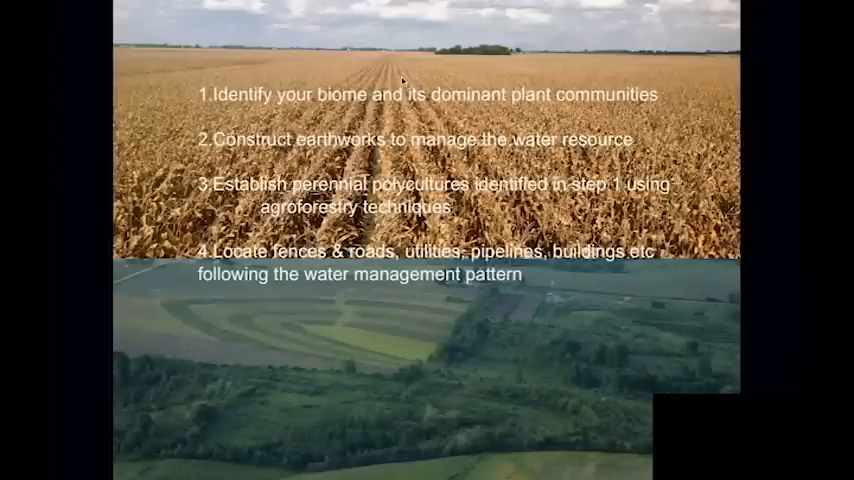 1.Identify your biome and its dominant plant communities
2.Construct earthworks to manage the water resource
3.Establish perennial polycultures identified in step 1 using
agroforestry techniques
4.Locate fences & roads, utilities, pipelines, buildings etc
following the water management pattern